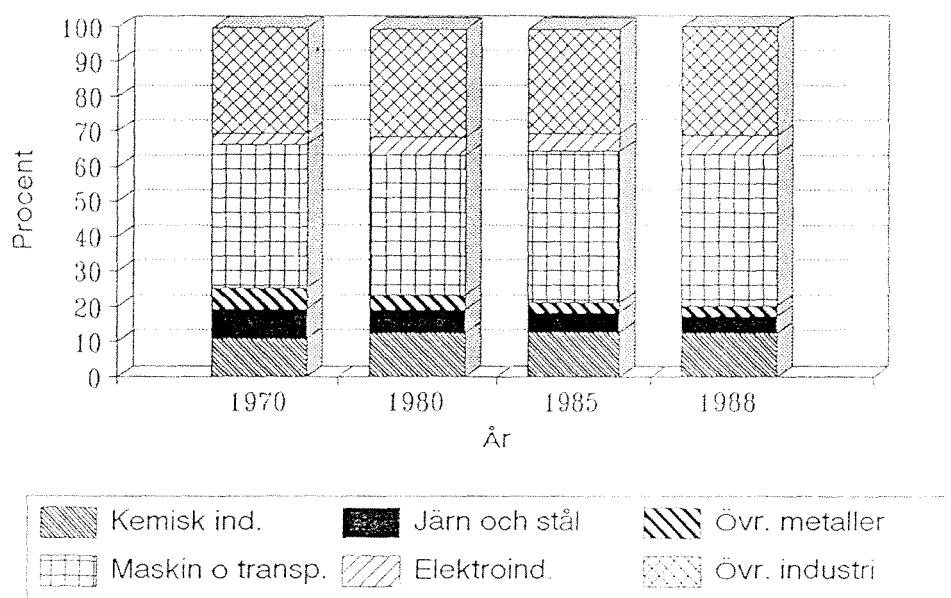 100
90
80
70
60
50
40
30
20
10
0
Procent
1970 1980 1985 1988
År
Kemisk ind. Järn och stål Övr. metaller
Maskin o transp. Elektroind. Övr. industri